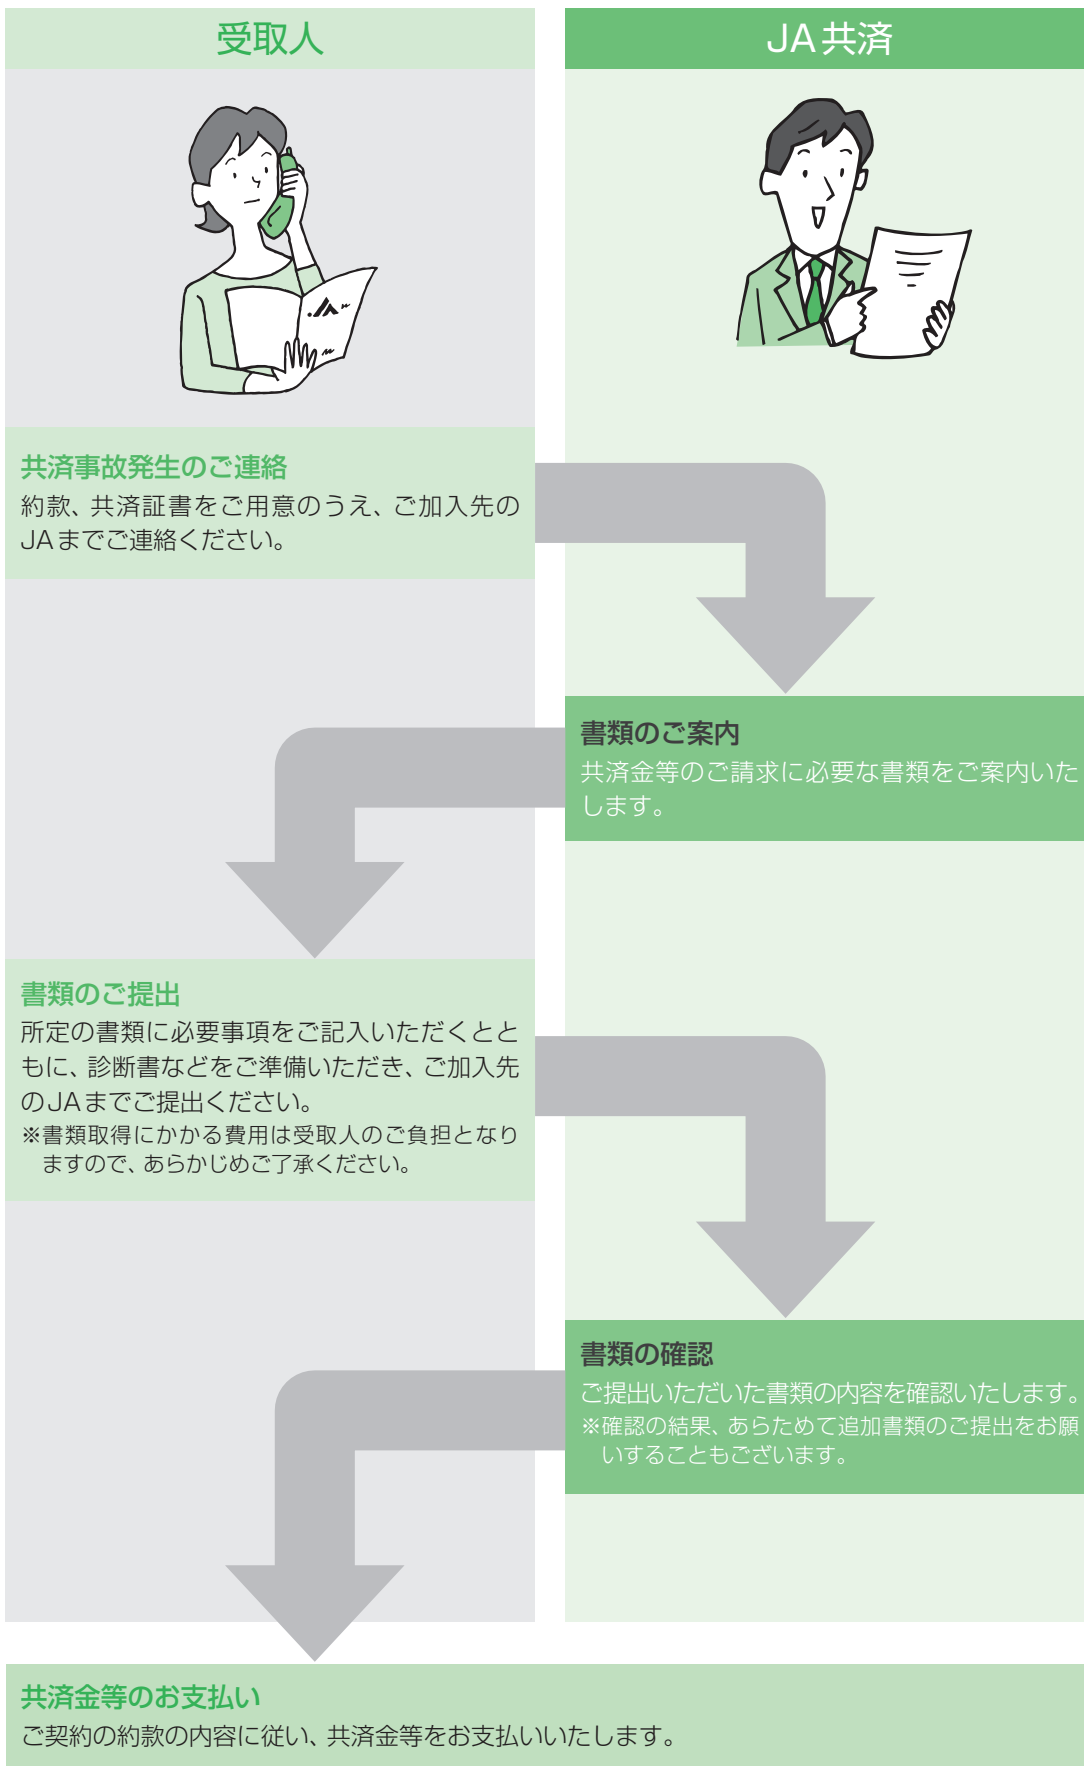 受取人
JA共済
共済事故発生のご連絡
約款、共済証書をご用意のうえ、ご加入先の
JAまでご連絡ください。
書類のご案内
共済金等のご請求に必要な書類をご案内いた
します。
書類のご提出
所定の書類に必要事項をご記入いただくとと
もに、診断書などをご準備いただき、ご加入先
のJAまでご提出ください。
※書類取得にかかる費用は受取人のご負担となり
ますので、あらかじめご了承ください。
書類の確認
ご提出いただいた書類の内容を確認いたします。
※確認の結果、あらためて追加書類のご提出をお願
いすることもございます。
共済金等のお支払い
ご契約の約款の内容に従い、共済金等をお支払いいたします。